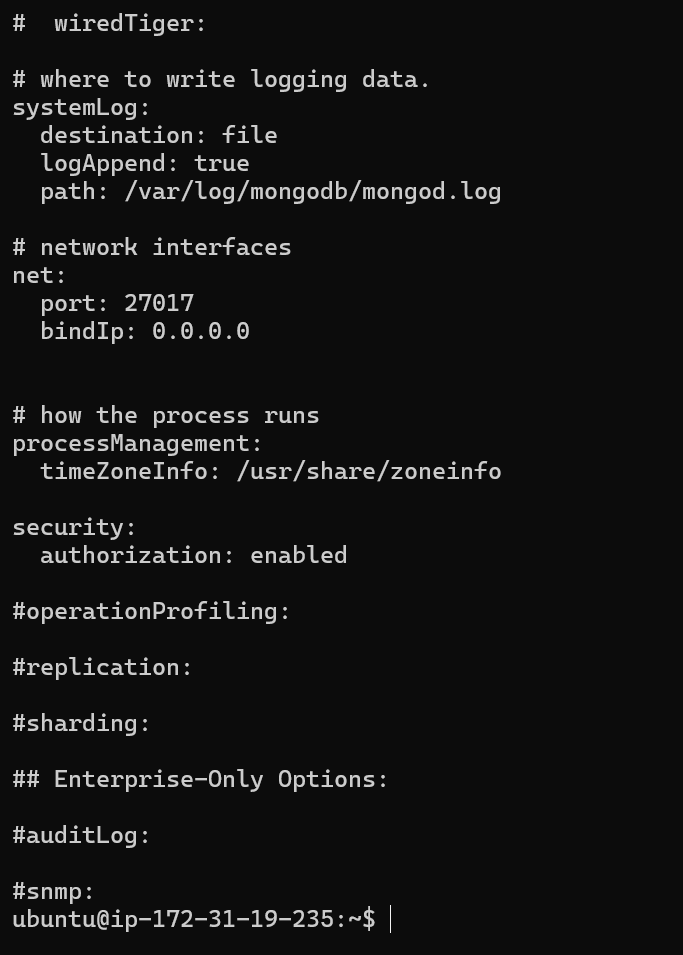 #  wiredTiger:
# where to write logging data.
systemLog:
  destination: file
  logAppend: true
  path: /var/log/mongodb/mongod.log
# network interfaces
net:
  port: 27017
  bindIp: 0.0.0.0
# how the process runs
processManagement:
  timeZoneInfo: /usr/share/zoneinfo
security:
  authorization: enabled
#operationProfiling:
#replication:
#sharding:
## Enterprise-Only Options:
#auditLog:
#snmp:
ubuntu@ip-172-31-19-235:~$